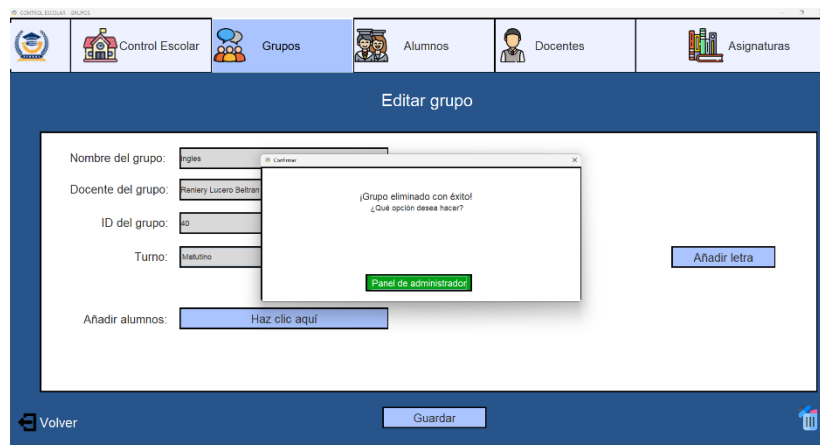 CONTROL ESCOLAR - GRUPOS
Control Escolar
Grupos
Alumnos
Docentes
Asignaturas
Editar grupo
Nombre del grupo:
Ingles
Docente del grupo:
Reniery Lucero Beltran
ID del grupo:
40
Turno:
Matutino
Añadir letra
Añadir alumnos:
Haz clic aquí
Confirmar
¡Grupo eliminado con éxito!
¿Qué opción desea hacer?
Panel de administrador
Volver
Guardar